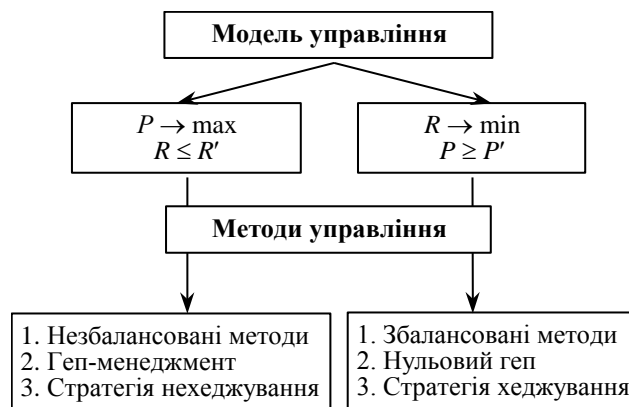 Модель управління
P → max
R ≤ R′
R → min
P ≥ P′
Методи управління
1. Незбалансовані методи
2. Геп-менеджмент
3. Стратегія нехеджування
1. Збалансовані методи
2. Нульовий геп
3. Стратегія хеджування